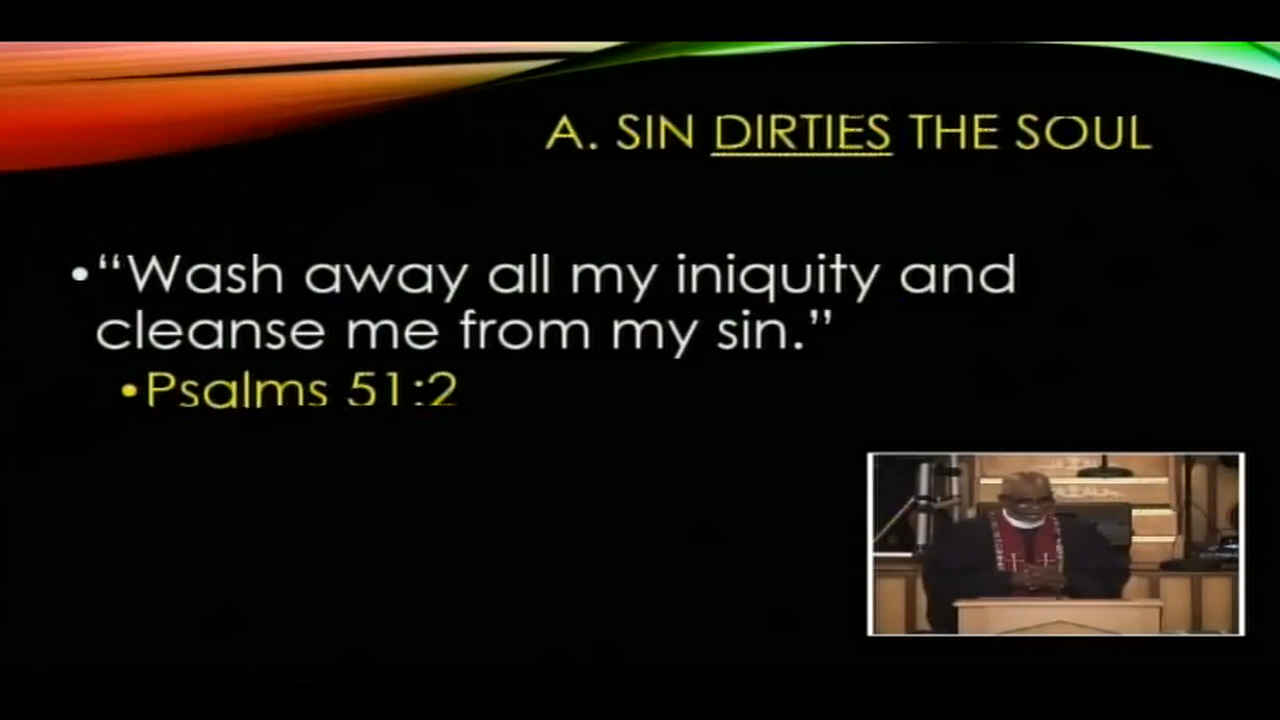 A. SIN DIRTIES THE SOUL
•“Wash away all my iniquity and
cleanse me from my sin.”
•Psalms 51:2